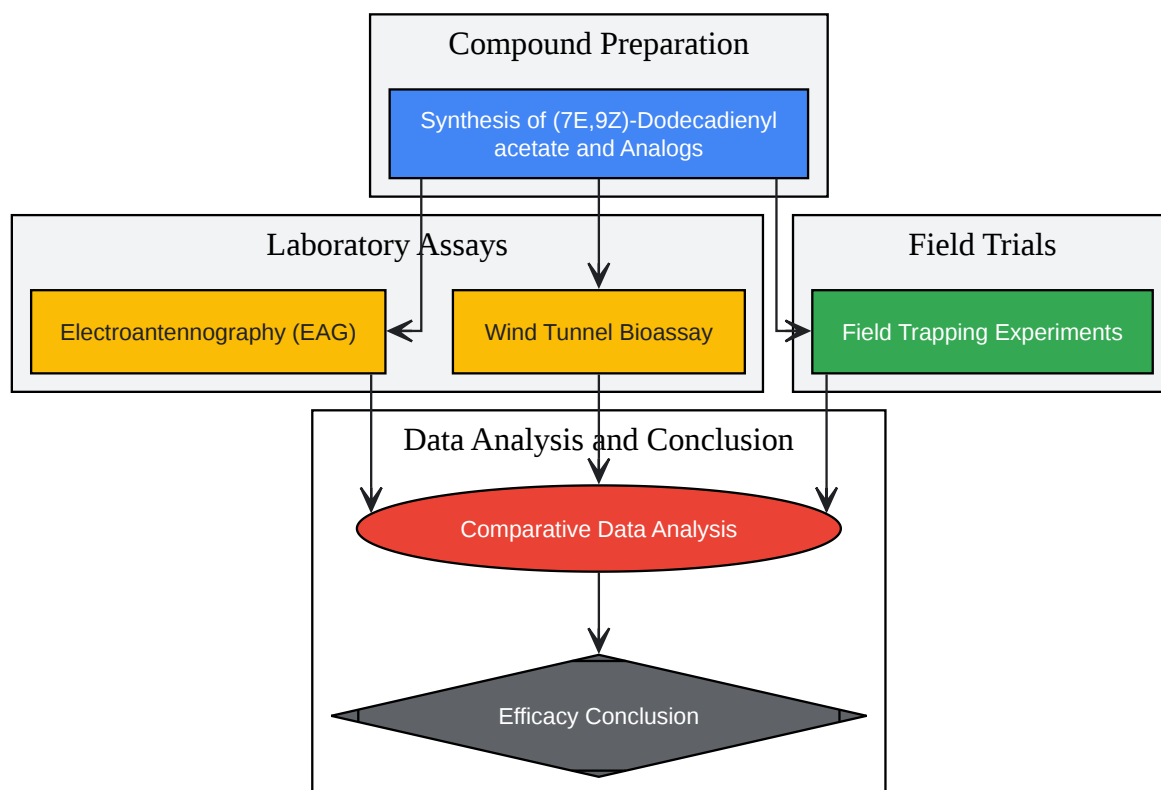 Compound Preparation
Synthesis of (7E,9Z)-Dodecadienyl
acetate and Analogs
Laboratory Assays
Field Trials
Electroantennography (EAG)
Wind Tunnel Bioassay
Field Trapping Experiments
Data Analysis and Conclusion
Comparative Data Analysis
Efficacy Conclusion